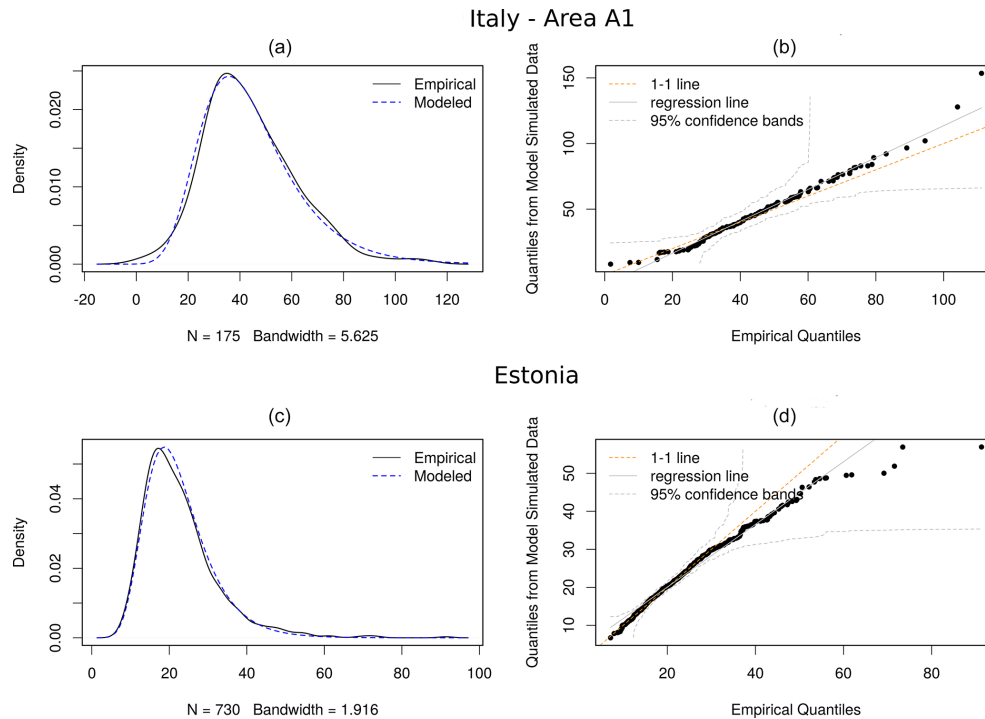 Italy - Area A1
(a)
Density
0.000
0.010
0.020
Empirical
Modeled
-20
0
20
40
60
80
100
120
N = 175 Bandwidth = 5.625
(b)
Quantiles from Model Simulated Data
50
100
150
1-1 line
regression line
95% confidence bands
0
20
40
60
80
100
Empirical Quantiles
Estonia
(c)
Density
0.00
0.02
0.04
Empirical
Modeled
0
20
40
60
80
100
N = 730 Bandwidth = 1.916
(d)
Quantiles from Model Simulated Data
10
20
30
40
50
1-1 line
regression line
95% confidence bands
20
40
60
80
Empirical Quantiles